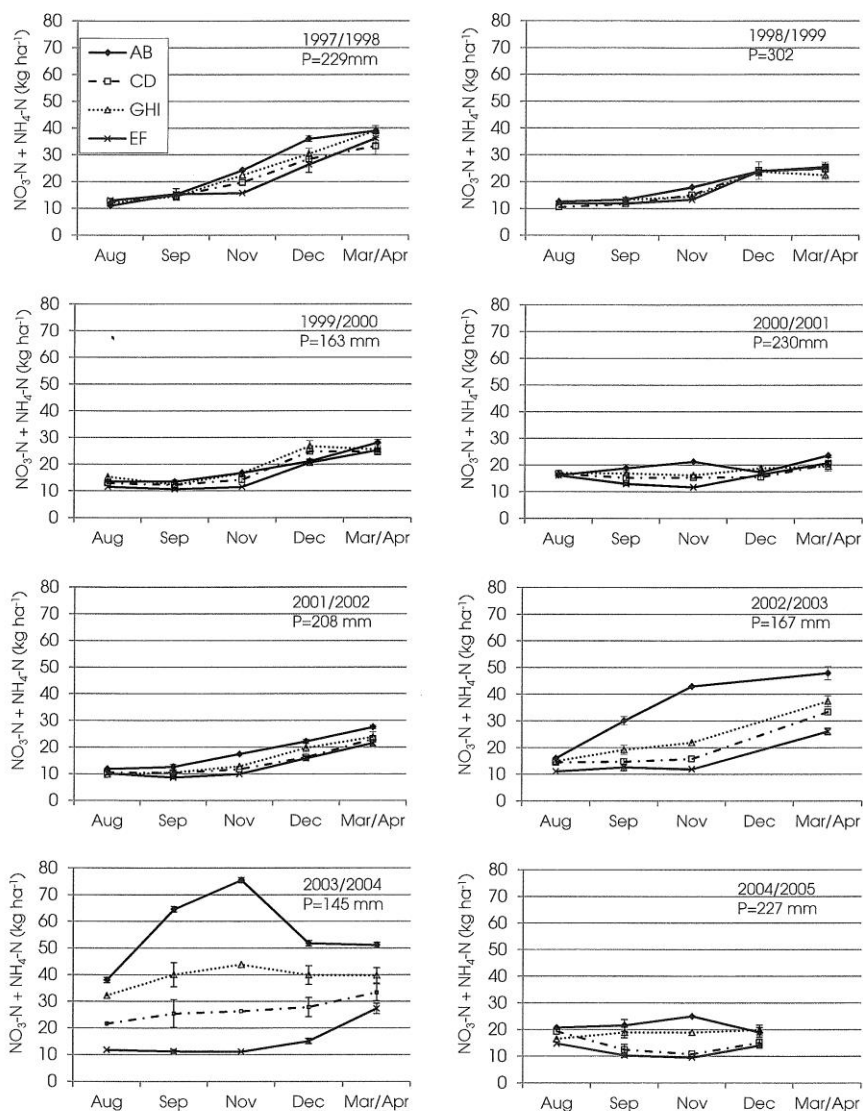 NO₃-N + NH₄-N (kg ha⁻¹)
80
70
60
50
40
30
20
10
0
AB
CD
GHI
EF
1997/1998
P=229mm
Aug Sep Nov Dec Mar/Apr
NO₃-N + NH₄-N (kg ha⁻¹)
80
70
60
50
40
30
20
10
0
1998/1999
P=302
Aug Sep Nov Dec Mar/Apr
NO₃-N + NH₄-N (kg ha⁻¹)
80
70
60
50
40
30
20
10
0
1999/2000
P=163 mm
Aug Sep Nov Dec Mar/Apr
NO₃-N + NH₄-N (kg ha⁻¹)
80
70
60
50
40
30
20
10
0
2000/2001
P=230mm
Aug Sep Nov Dec Mar/Apr
NO₃-N + NH₄-N (kg ha⁻¹)
80
70
60
50
40
30
20
10
0
2001/2002
P=208 mm
Aug Sep Nov Dec Mar/Apr
NO₃-N + NH₄-N (kg ha⁻¹)
80
70
60
50
40
30
20
10
0
2002/2003
P=167 mm
Aug Sep Nov Mar/Apr
NO₃-N + NH₄-N (kg ha⁻¹)
80
70
60
50
40
30
20
10
0
2003/2004
P=145 mm
Aug Sep Nov Dec Mar/Apr
NO₃-N + NH₄-N (kg ha⁻¹)
80
70
60
50
40
30
20
10
0
2004/2005
P=227 mm
Aug Sep Nov Dec Mar/Apr